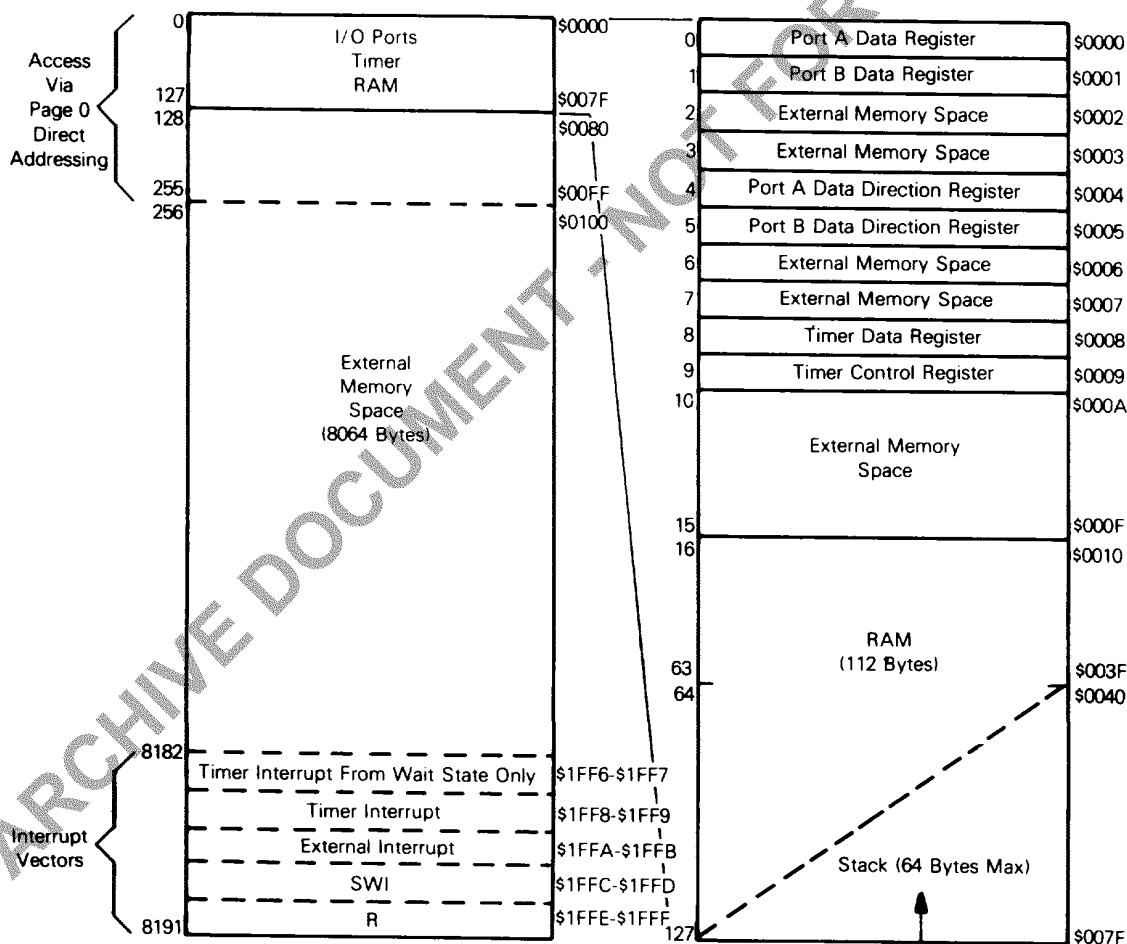 Access
Via
Page 0
Direct
Addressing
0
127
128
255
256
8182
8191
I/O Ports
Timer
RAM
External
Memory
Space
(8064 Bytes)
Interrupt
Vectors
Timer Interrupt From Wait State Only
Timer Interrupt
External Interrupt
SWI
R
$0000
$007F
$0080
$00FF
$0100
$1FF6-$1FF7
$1FF8-$1FF9
$1FFA-$1FFB
$1FFC-$1FFD
$1FFE-$1FFF
0 Port A Data Register $0000
1 Port B Data Register $0001
2 External Memory Space $0002
3 External Memory Space $0003
4 Port A Data Direction Register $0004
5 Port B Data Direction Register $0005
6 External Memory Space $0006
7 External Memory Space $0007
8 Timer Data Register $0008
9 Timer Control Register $0009
10 $000A
External Memory
Space
15 $000F
16 $0010
RAM
(112 Bytes)
63 $003F
64 $0040
Stack (64 Bytes Max)
127 $007F
ARCHIVE DOCUMENT - NOT FOR